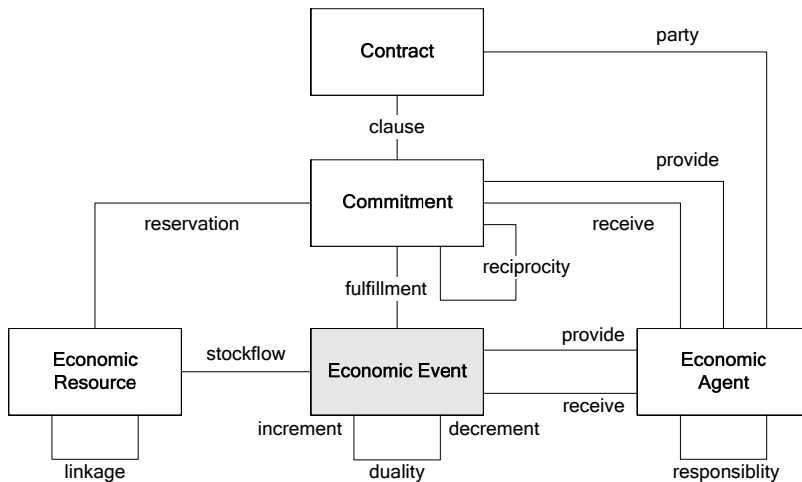 Contract
party
clause
provide
Commitment
reservation
receive
reciprocity
fulfillment
provide
Economic
Resource
stockflow
Economic Event
Economic
Agent
receive
increment
decrement
linkage
duality
responsiblity